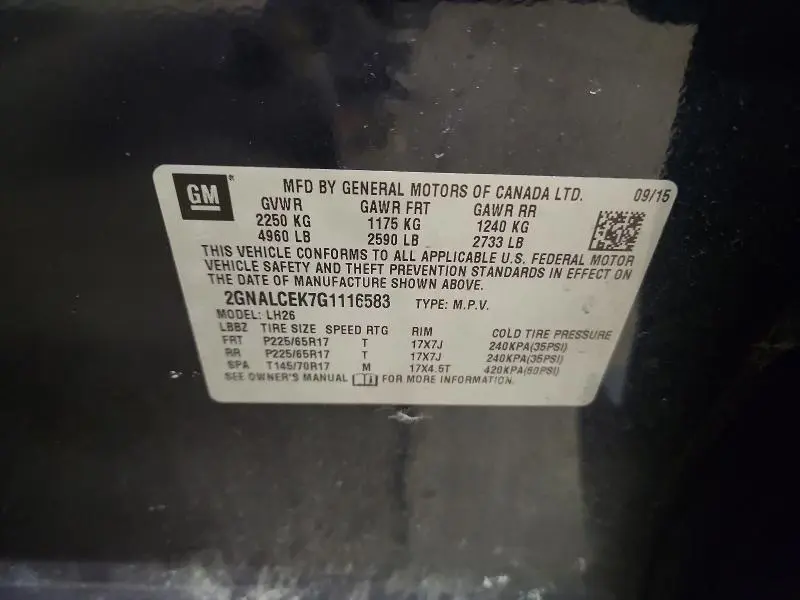 GM® MFD BY GENERAL MOTORS OF CANADA LTD. 09/15
GVWR GAWR FRT GAWR RR
2250 KG 1175 KG 1240 KG
4960 LB 2590 LB 2733 LB
THIS VEHICLE CONFORMS TO ALL APPLICABLE U.S. FEDERAL MOTOR
VEHICLE SAFETY AND THEFT PREVENTION STANDARDS IN EFFECT ON
THE DATE OF MANUFACTURE SHOWN ABOVE.
2GNALCEK7G1116583 TYPE: M.P.V.
MODEL: LH26
LBBZ TIRE SIZE SPEED RTG RIM COLD TIRE PRESSURE
FRT P225/65R17 T 17X7J 240KPA(35PSI)
RR P225/65R17 T 17X7J 240KPA(35PSI)
SPA T145/70R17 M 17X4.5T 420KPA(60PSI)
SEE OWNER'S MANUAL FOR MORE INFORMATION.